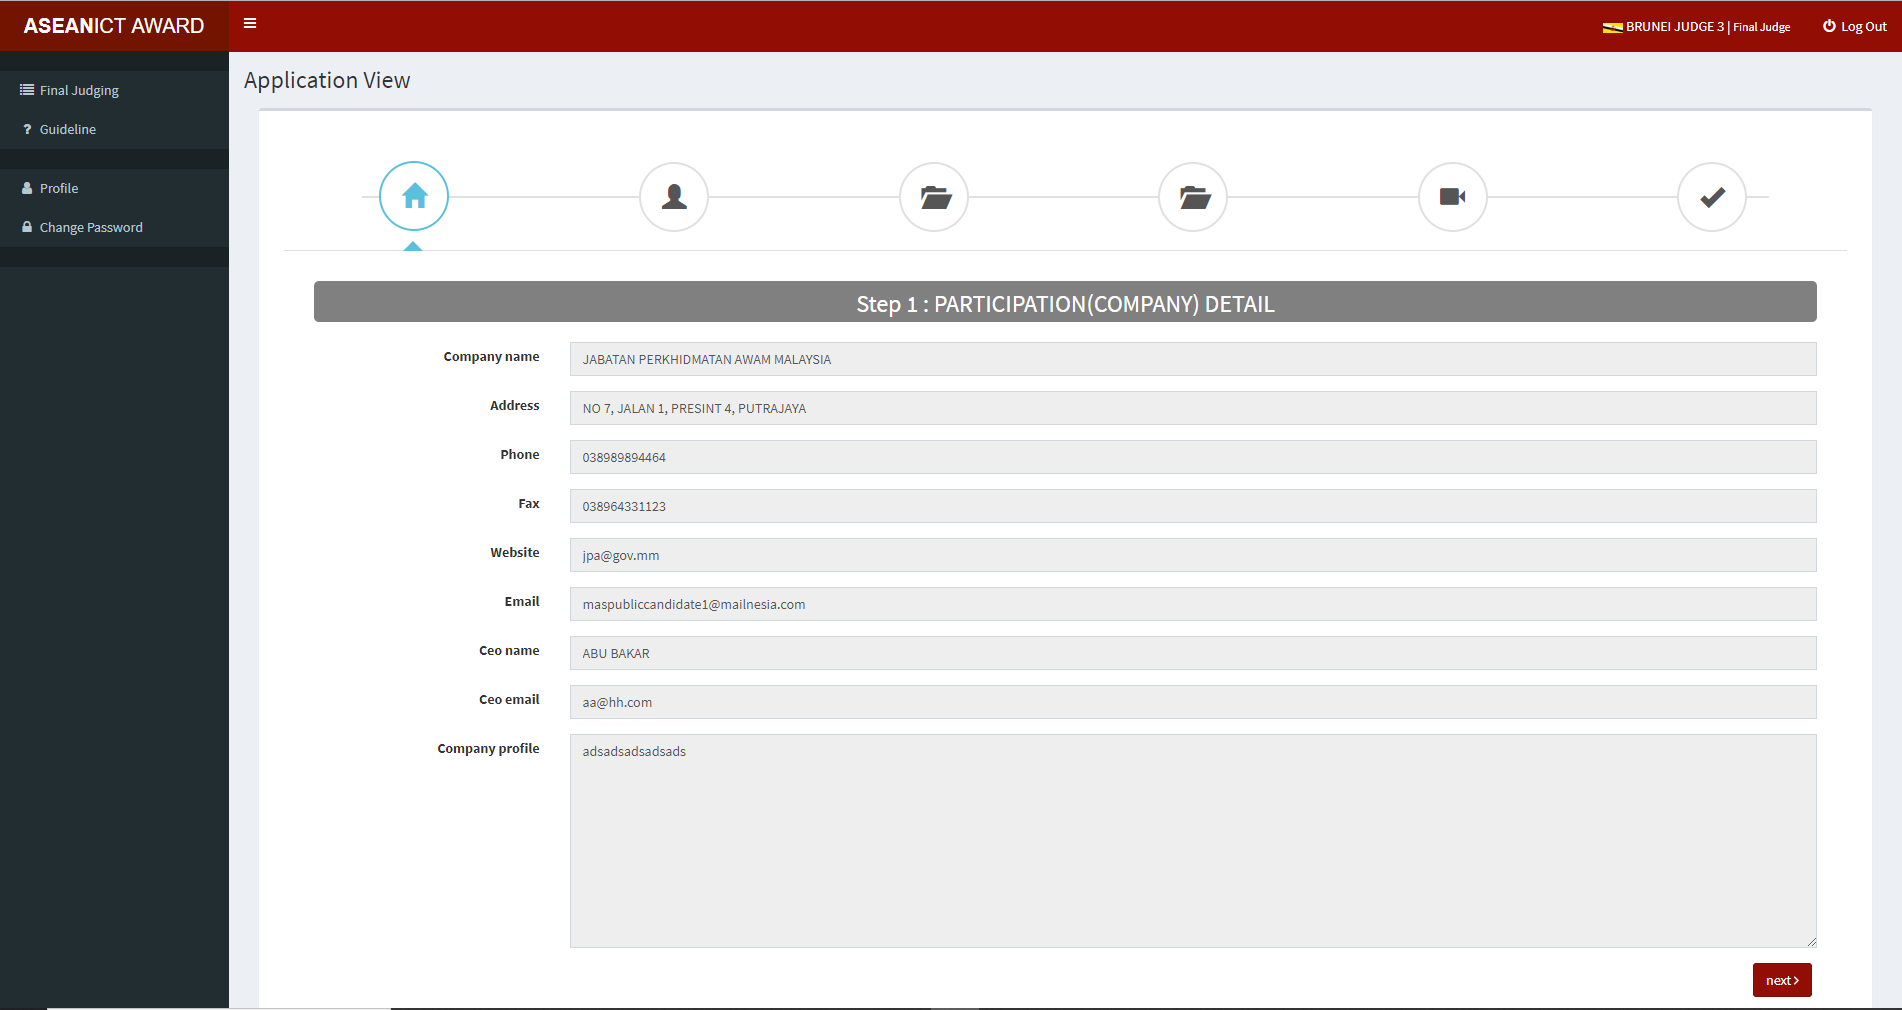 ASEANICT AWARD
BRUNEI JUDGE 3 | Final Judge
Log Out
Final Judging
Guideline
Profile
Change Password
Application View
Step 1 : PARTICIPATION(COMPANY) DETAIL
Company name JABATAN PERKHIDMATAN AWAM MALAYSIA
Address NO 7, JALAN 1, PRESINT 4, PUTRAJAYA
Phone 038989894464
Fax 038964331123
Website jpa@gov.mm
Email maspubliccandidate1@mailnesia.com
Ceo name ABU BAKAR
Ceo email aa@hh.com
Company profile adsadsadsadsads
next